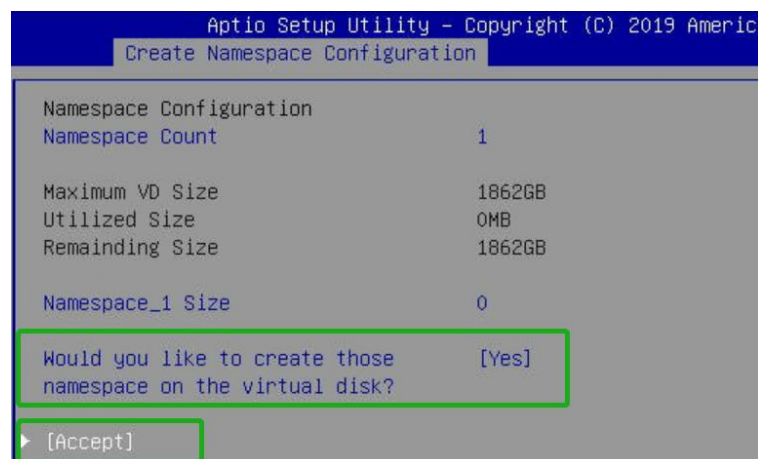 Aptio Setup Utility – Copyright (C) 2019 Americ
Create Namespace Configuration
Namespace Configuration
Namespace Count 1
Maximum VD Size 1862GB
Utilized Size 0MB
Remainding Size 1862GB
Namespace_1 Size 0
Would you like to create those [Yes]
namespace on the virtual disk?
[Accept]